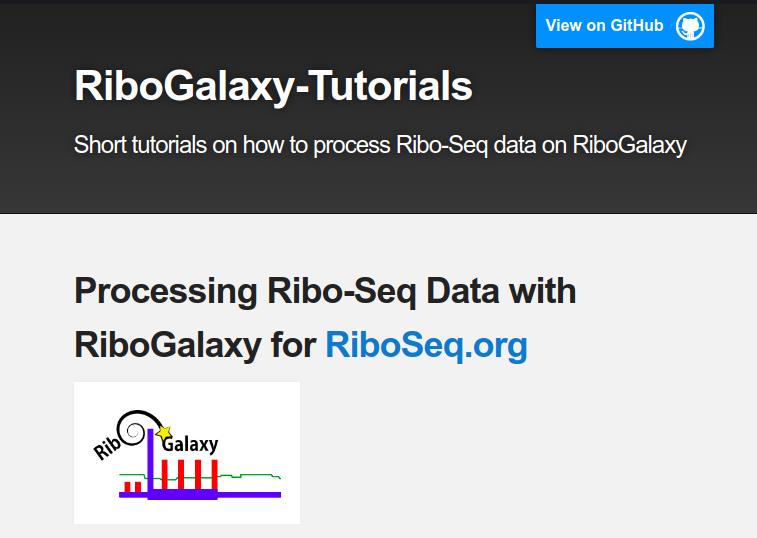 View on GitHub
RiboGalaxy-Tutorials
Short tutorials on how to process Ribo-Seq data on RiboGalaxy
Processing Ribo-Seq Data with
RiboGalaxy for RiboSeq.org
Rib Galaxy